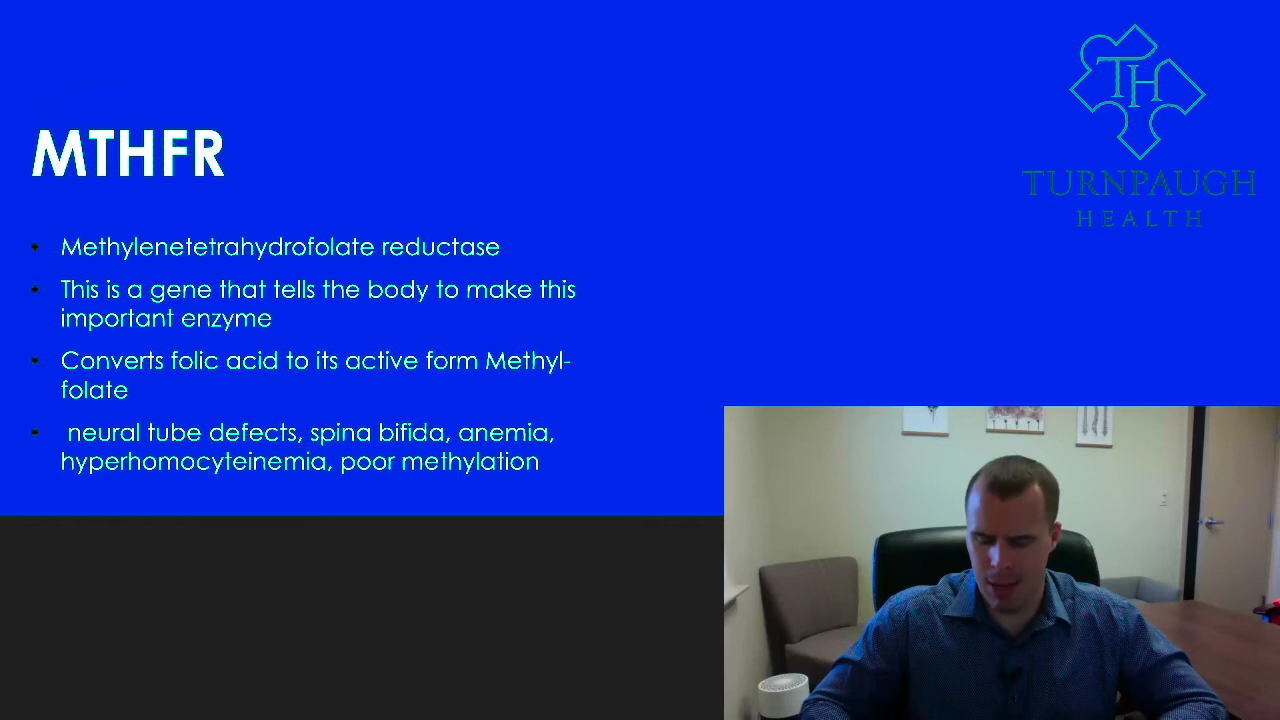 TH
TURNPAUGH
HEALTH
MTHFR
• Methylenetetrahydrofolate reductase
• This is a gene that tells the body to make this
important enzyme
• Converts folic acid to its active form Methyl-
folate
• neural tube defects, spina bifida, anemia,
hyperhomocyteinemia, poor methylation